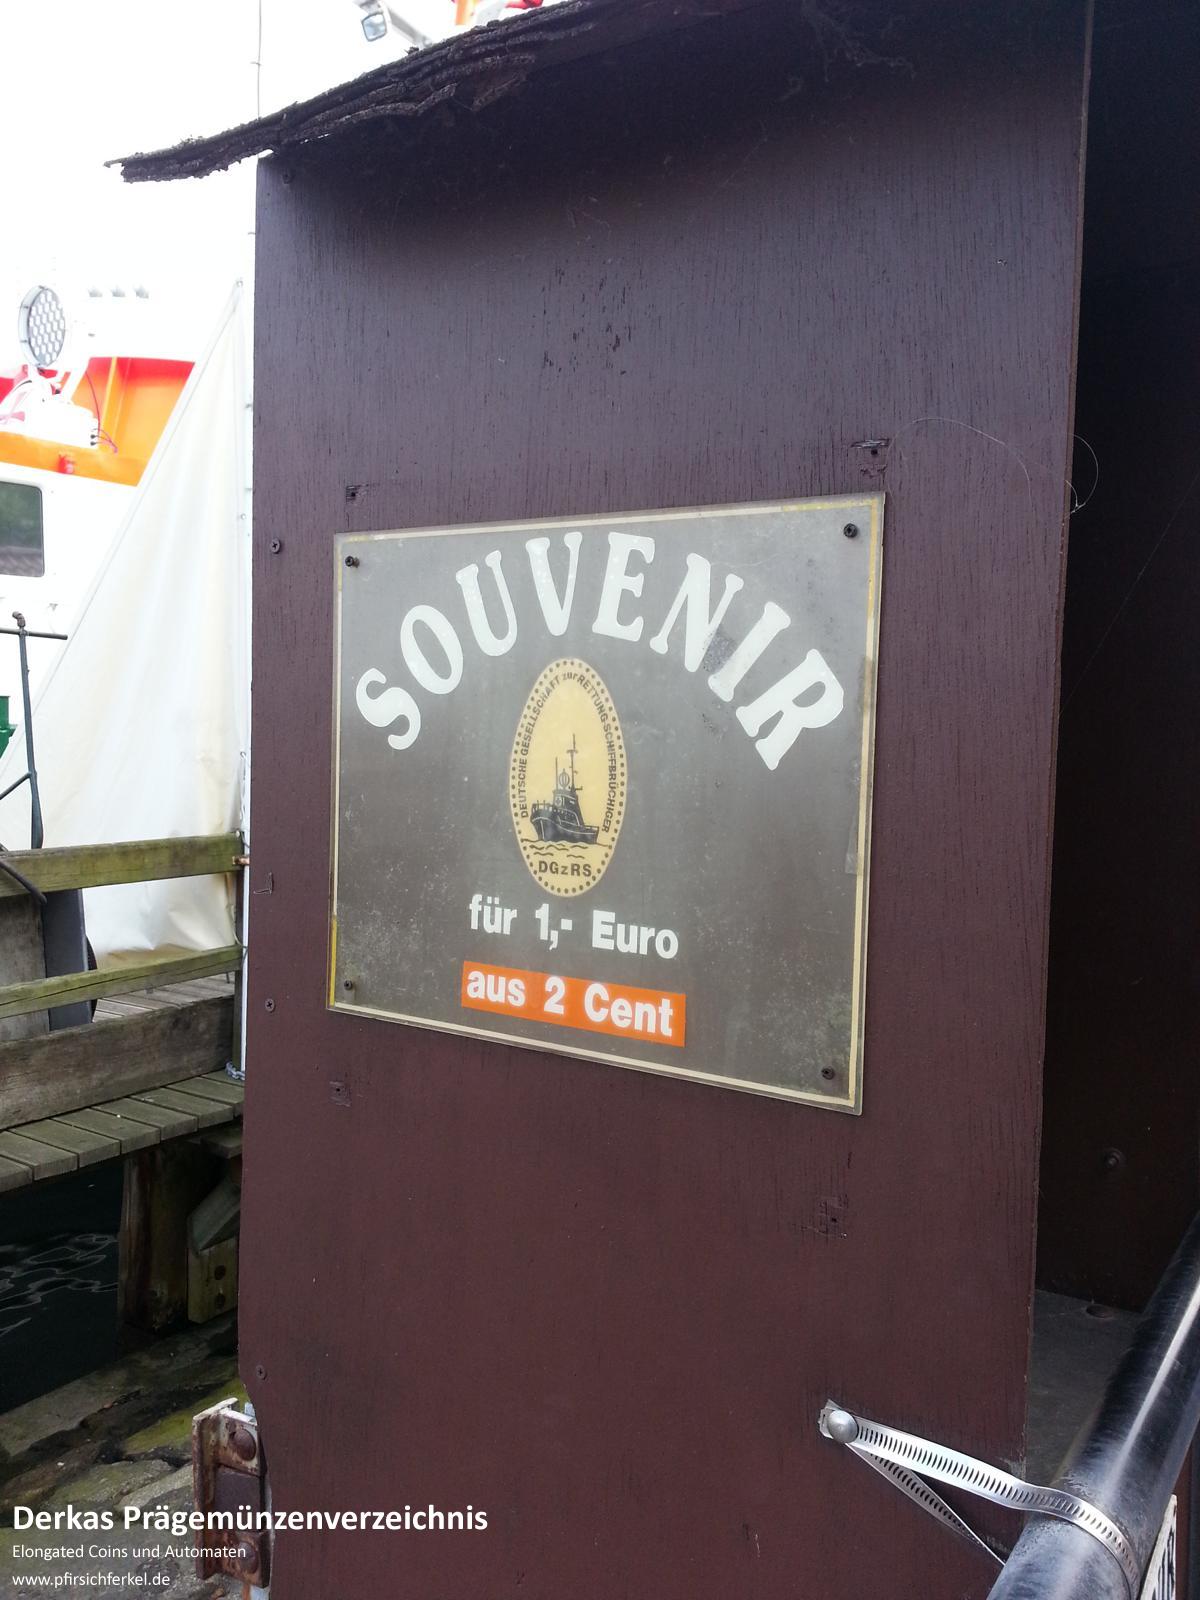 SOUVENIR
DEUTSCHE GESELLSCHAFT zur RETTUNG SCHIFFBRÜCHIGER
DGzRS
für 1,- Euro
aus 2 Cent
Derkas Prägemünzenverzeichnis
Elongated Coins und Automaten
www.pfirsichferkel.de